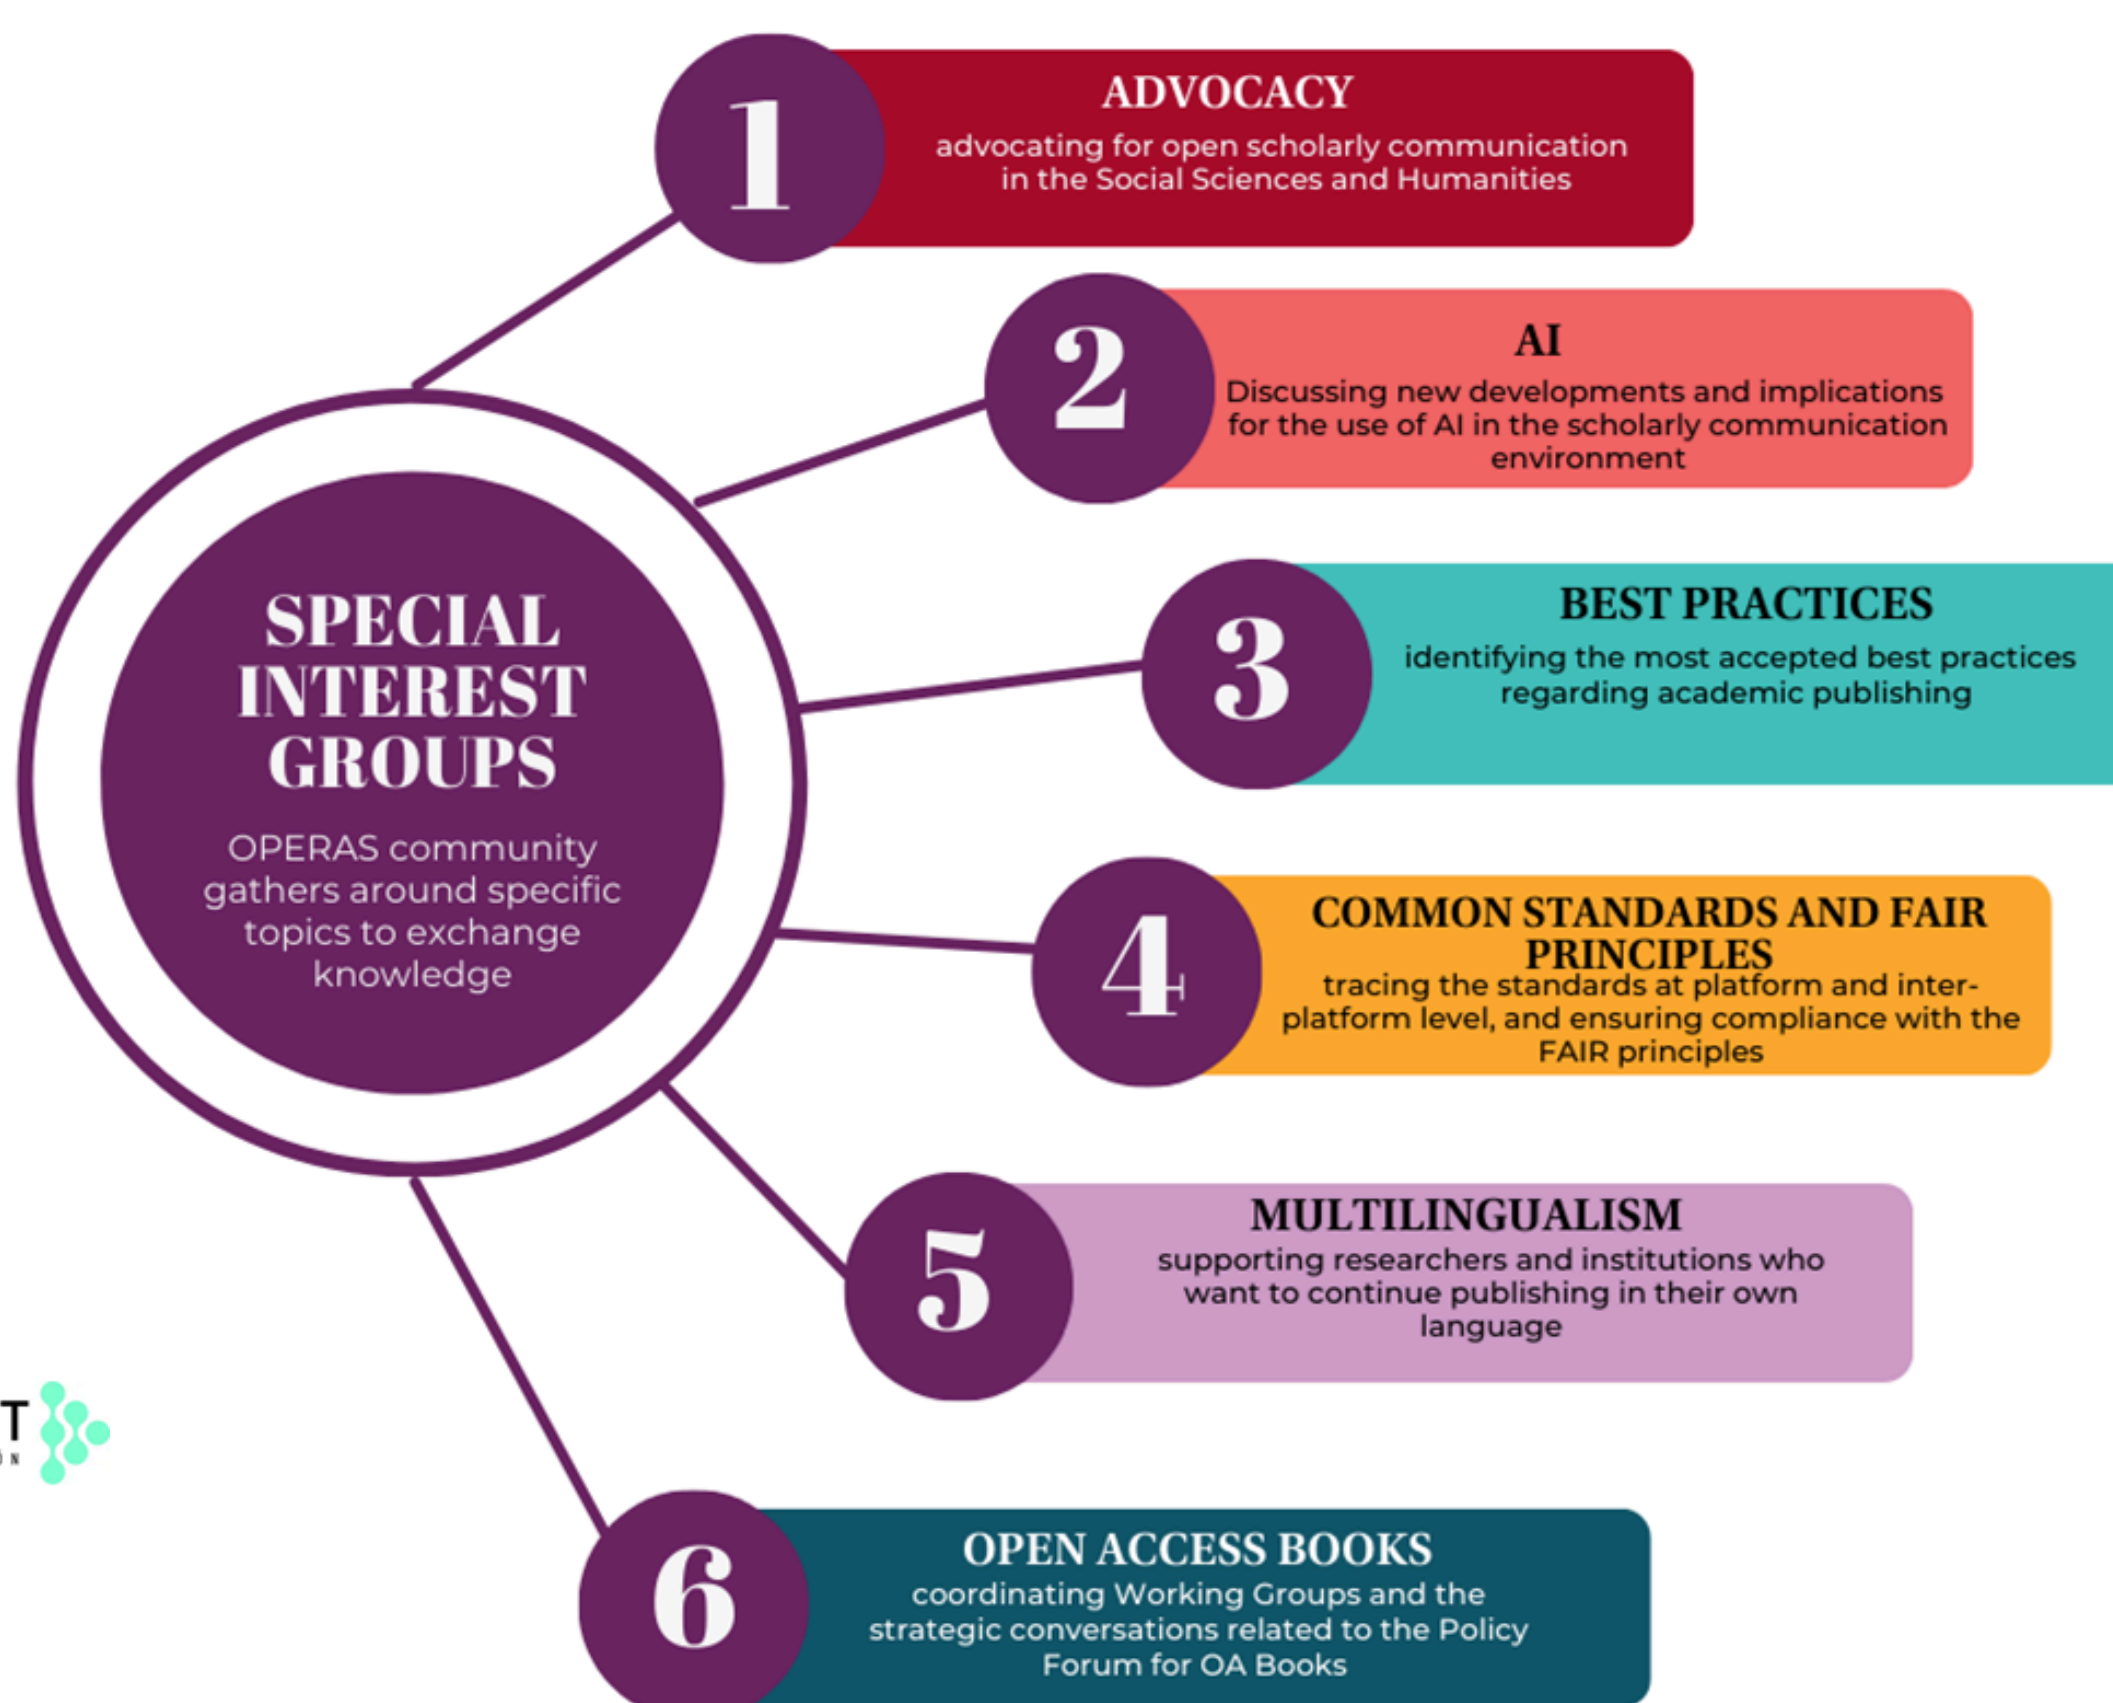 1
ADVOCACY
advocating for open scholarly communication
in the Social Sciences and Humanities
2
AI
Discussing new developments and implications
for the use of AI in the scholarly communication
environment
SPECIAL
INTEREST
GROUPS
OPERAS community
gathers around specific
topics to exchange
knowledge
3
BEST PRACTICES
identifying the most accepted best practices
regarding academic publishing
4
COMMON STANDARDS AND FAIR
PRINCIPLES
tracing the standards at platform and inter-
platform level, and ensuring compliance with the
FAIR principles
5
MULTILINGUALISM
supporting researchers and institutions who
want to continue publishing in their own
language
T
6
OPEN ACCESS BOOKS
coordinating Working Groups and the
strategic conversations related to the Policy
Forum for OA Books